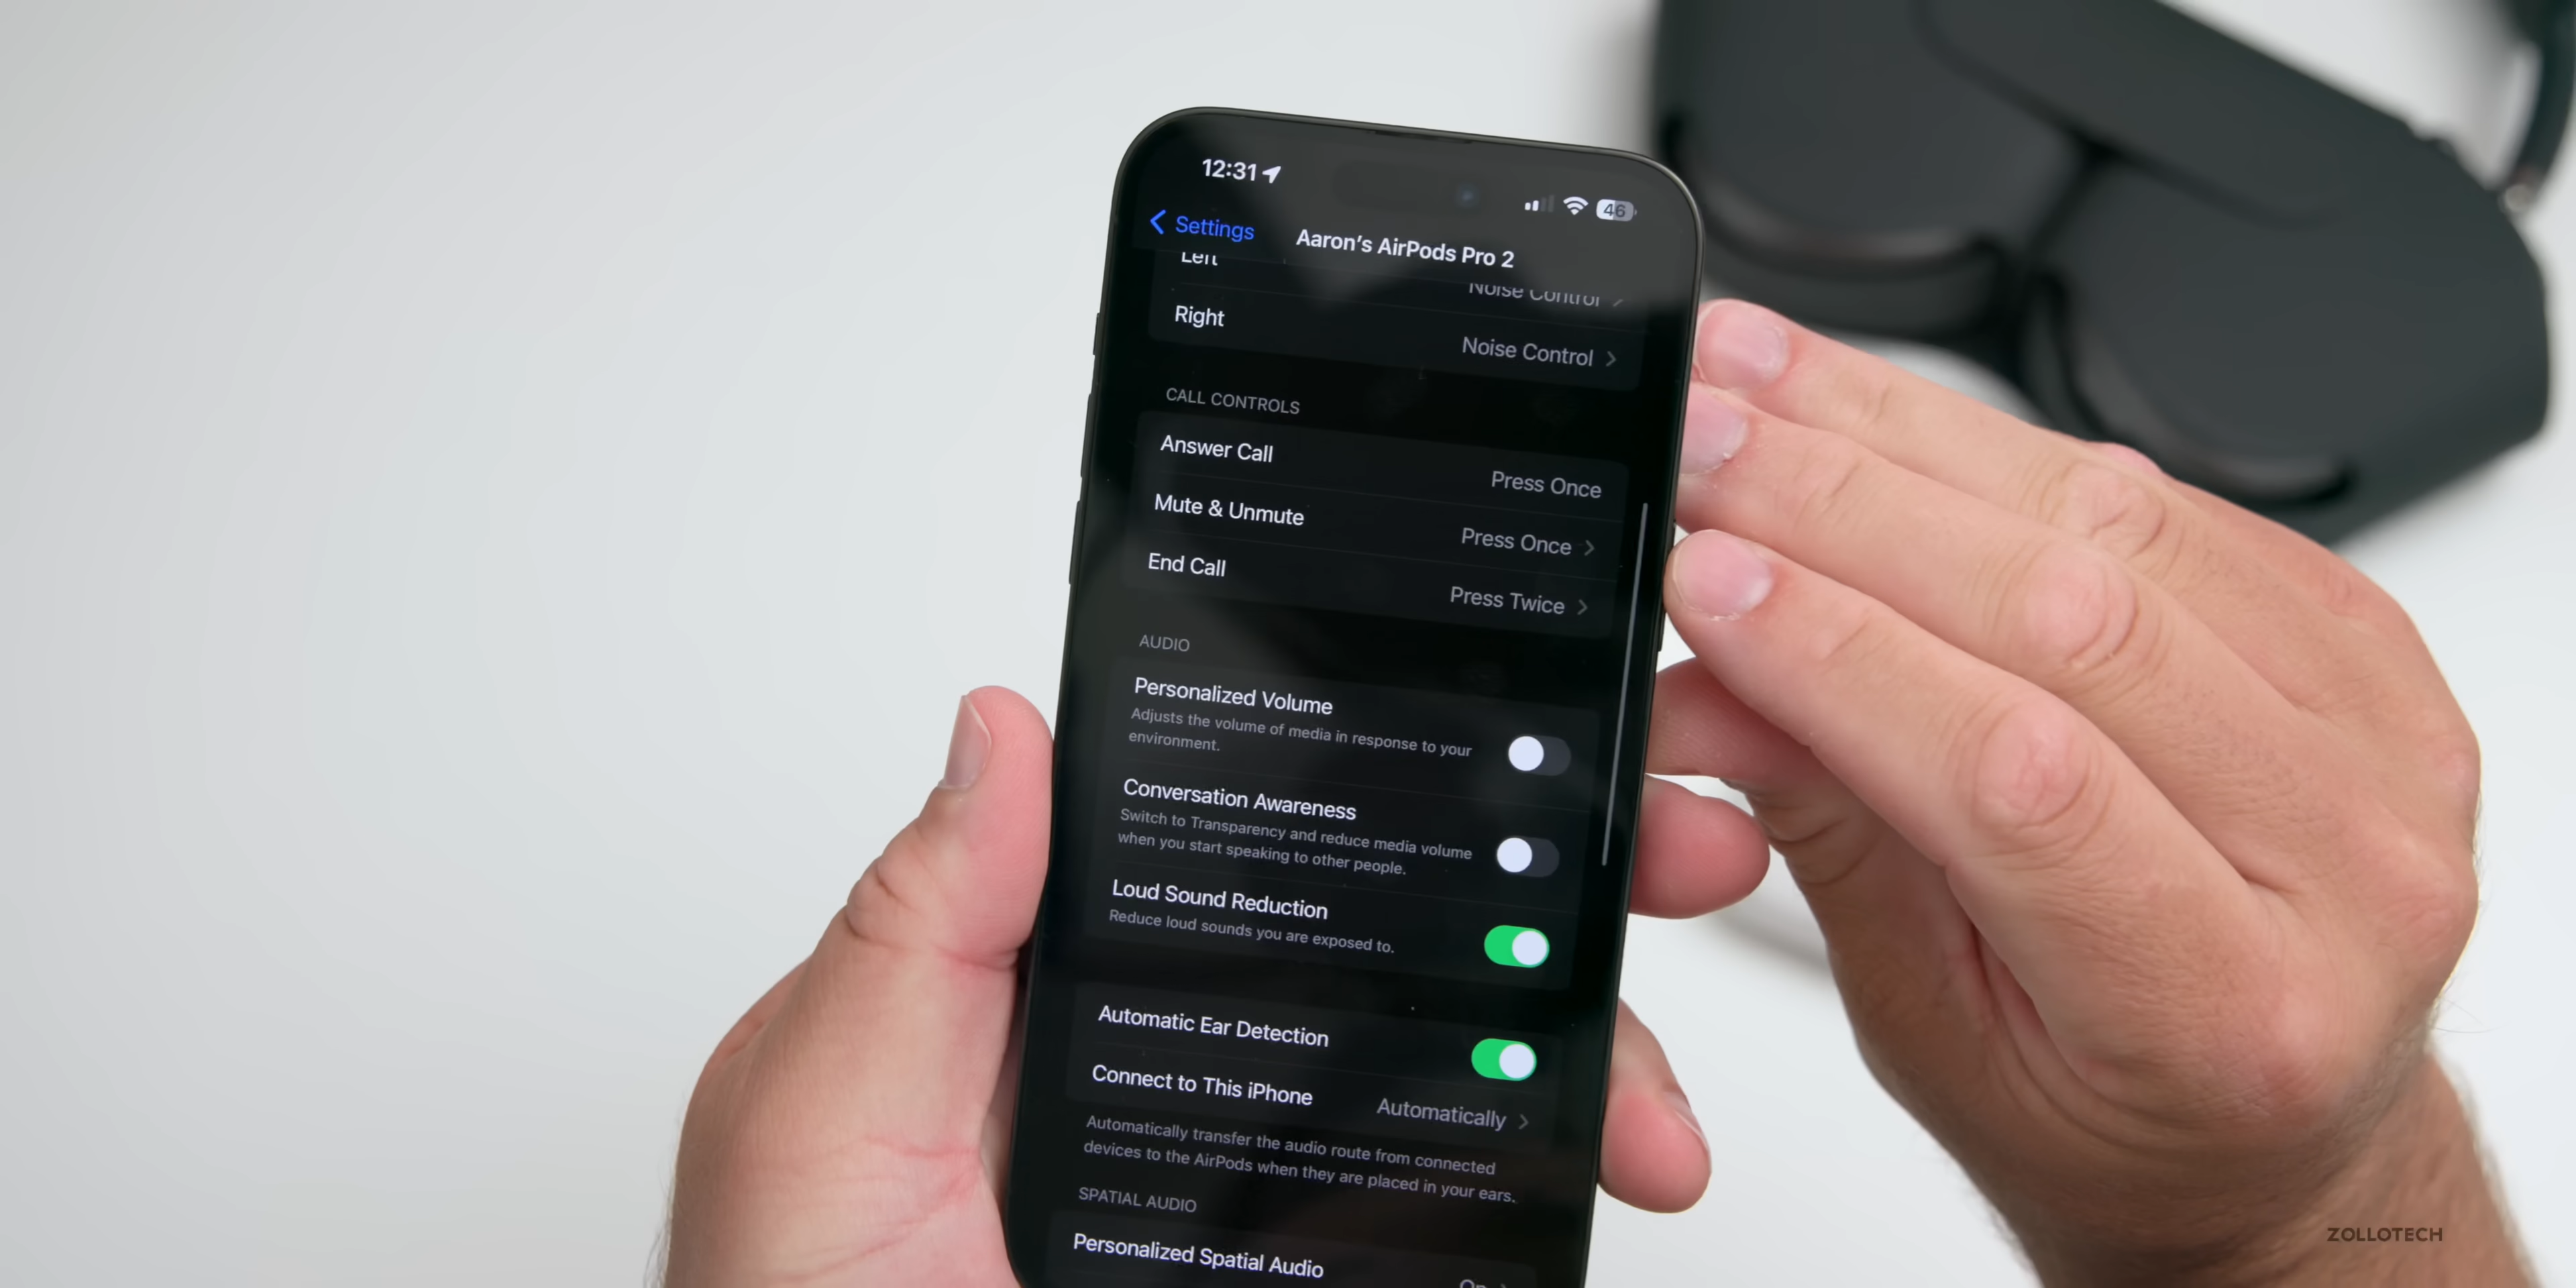 12:31
46
Settings
Aaron's AirPods Pro 2
Left
Noise Control
Right
Noise Control
CALL CONTROLS
Answer Call
Press Once
Mute & Unmute
Press Once
End Call
Press Twice
AUDIO
Personalized Volume
Adjusts the volume of media in response to your
environment.
Conversation Awareness
Switch to Transparency and reduce media volume
when you start speaking to other people.
Loud Sound Reduction
Reduce loud sounds you are exposed to.
Automatic Ear Detection
Connect to This iPhone
Automatically
Automatically transfer the audio route from connected
devices to the AirPods when they are placed in your ears.
SPATIAL AUDIO
Personalized Spatial Audio
On
ZOLLOTECH